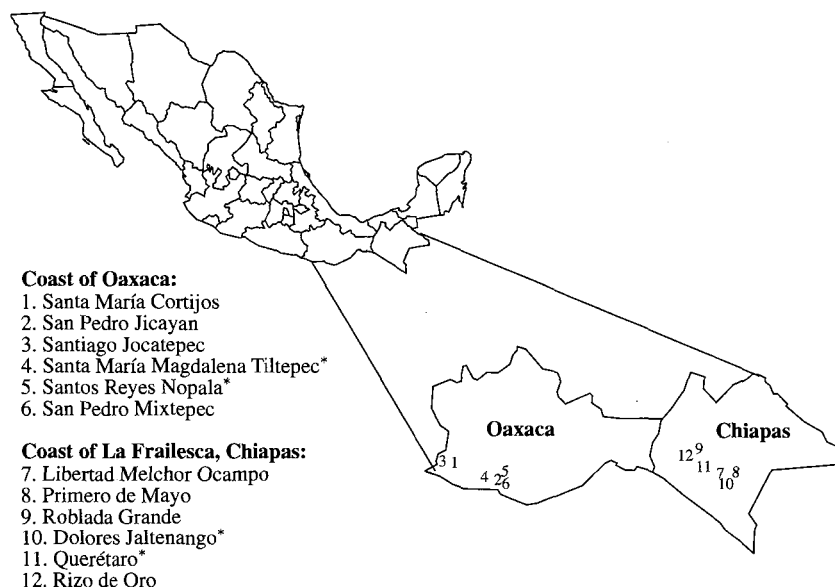 Coast of Oaxaca:
1. Santa María Cortijos
2. San Pedro Jicayan
3. Santiago Jocatepec
4. Santa María Magdalena Tiltepec*
5. Santos Reyes Nopala*
6. San Pedro Mixtepec
Coast of La Frailesca, Chiapas:
7. Libertad Melchor Ocampo
8. Primero de Mayo
9. Roblada Grande
10. Dolores Jaltenango*
11. Querétaro*
12. Rizo de Oro
Oaxaca
3 1
4 2 5
6
Chiapas
12 9
11 7 8
10